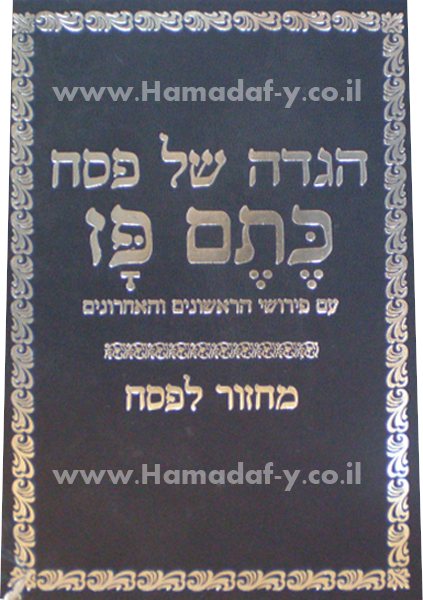 www.Hamadaf-y.co.il
הגדה של פסח
כֶּתֶם פָּז
עם פירושי הראשונים והאחרונים
מחזור לפסח
www.Hamadaf-y.co.il